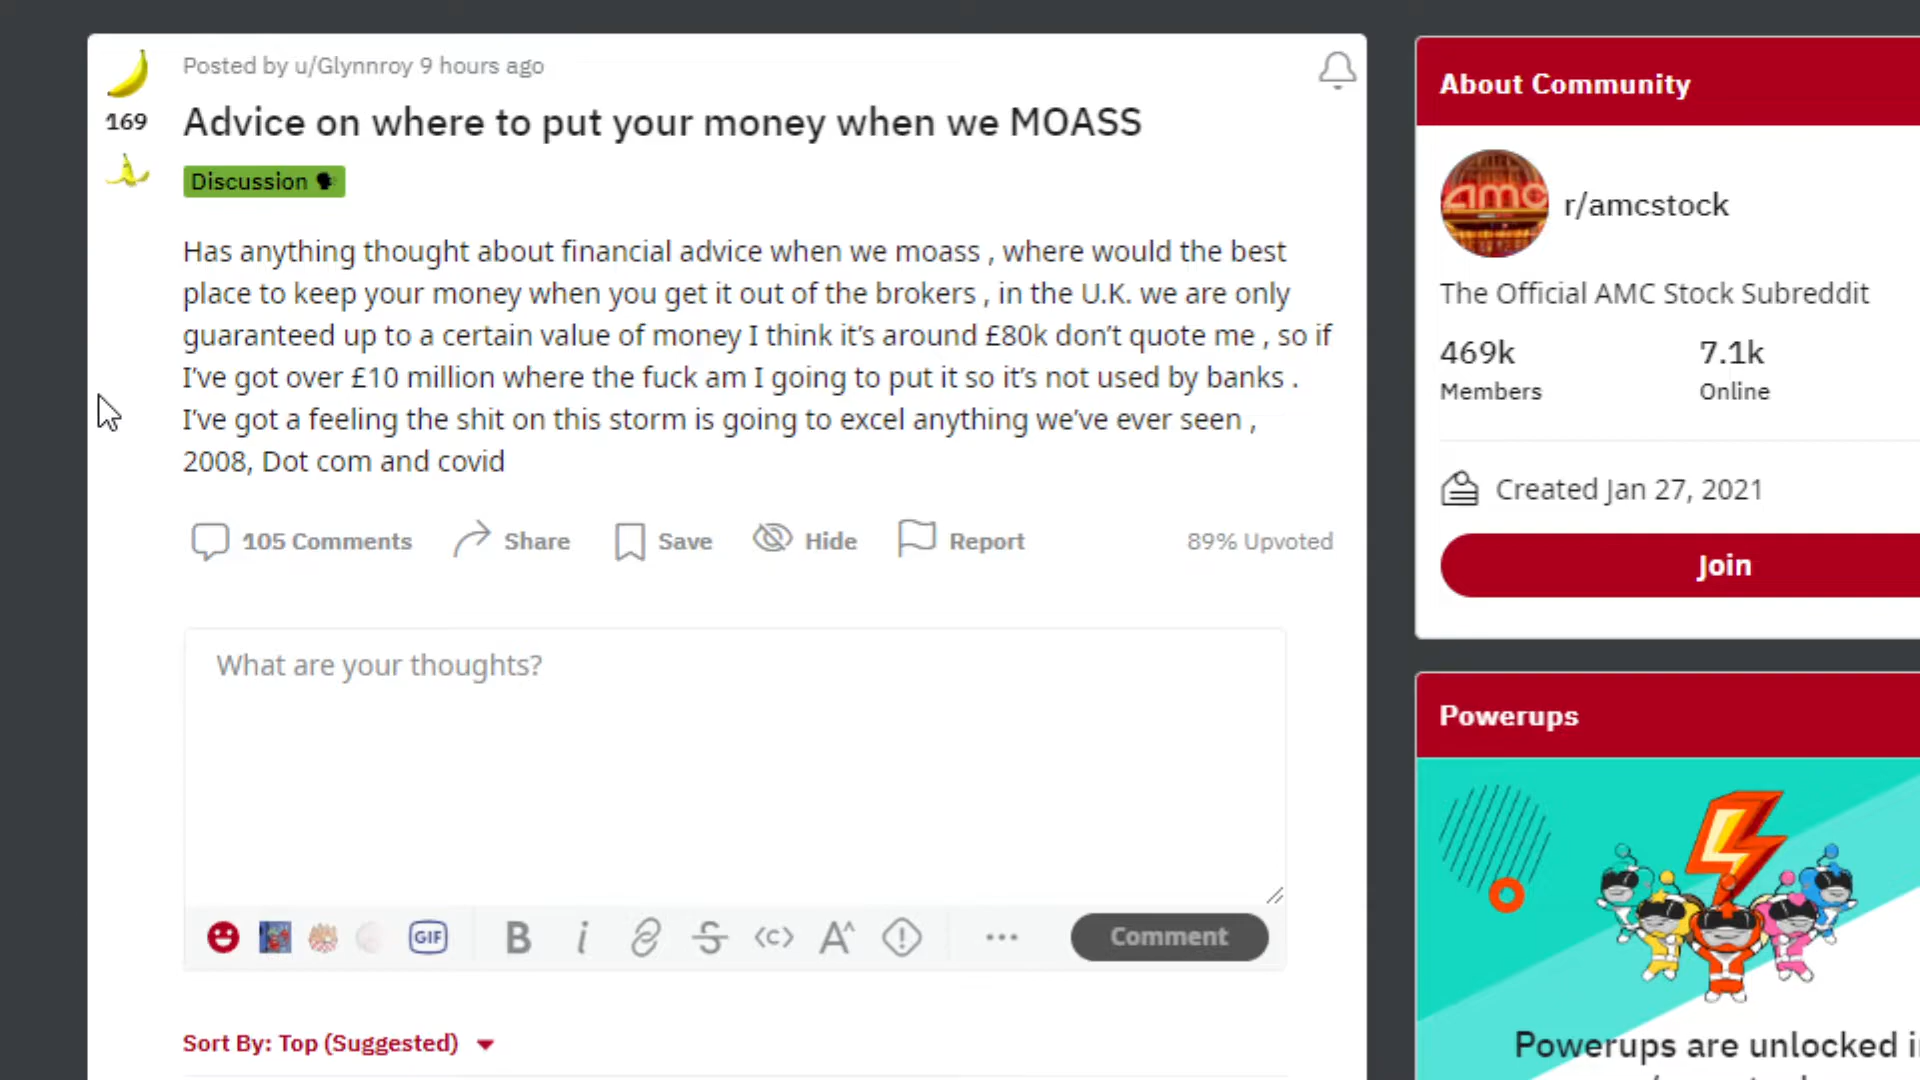 Posted by u/Glynnroy 9 hours ago
169
Advice on where to put your money when we MOASS
Discussion
Has anything thought about financial advice when we moass , where would the best
place to keep your money when you get it out of the brokers , in the U.K. we are only
guaranteed up to a certain value of money I think it’s around £80k don’t quote me , so if
I’ve got over £10 million where the fuck am I going to put it so it’s not used by banks .
I’ve got a feeling the shit on this storm is going to excel anything we’ve ever seen ,
2008, Dot com and covid
105 Comments Share Save Hide Report 89% Upvoted
What are your thoughts?
GIF B i S <c> A^ ... Comment
Sort By: Top (Suggested)
About Community
amc
r/amcstock
The Official AMC Stock Subreddit
469k 7.1k
Members Online
Created Jan 27, 2021
Join
Powerups
Powerups are unlocked